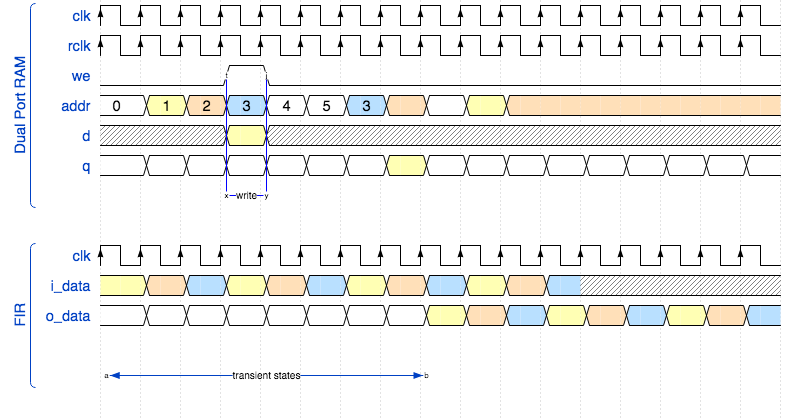 Dual Port RAM
clk
rclk
we
addr 0 1 2 3 4 5 3
d
q
x write y
FIR
clk
i_data
o_data
a transient states b